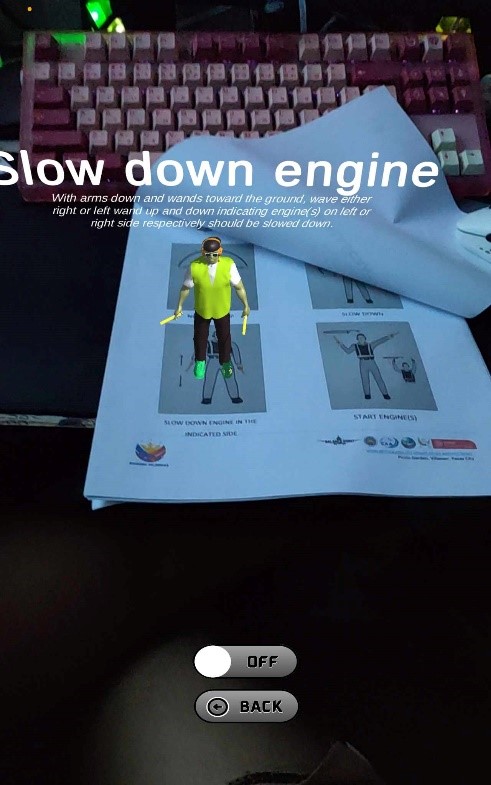 Slow down engine
With arms down and wands toward the ground, wave either
right or left wand up and down indicating engine(s) on left or
right side respectively should be slowed down.
SLOW DOWN
SLOW DOWN ENGINE IN THE
INDICATED SIDE
START ENGINE(S)
OFF
BACK